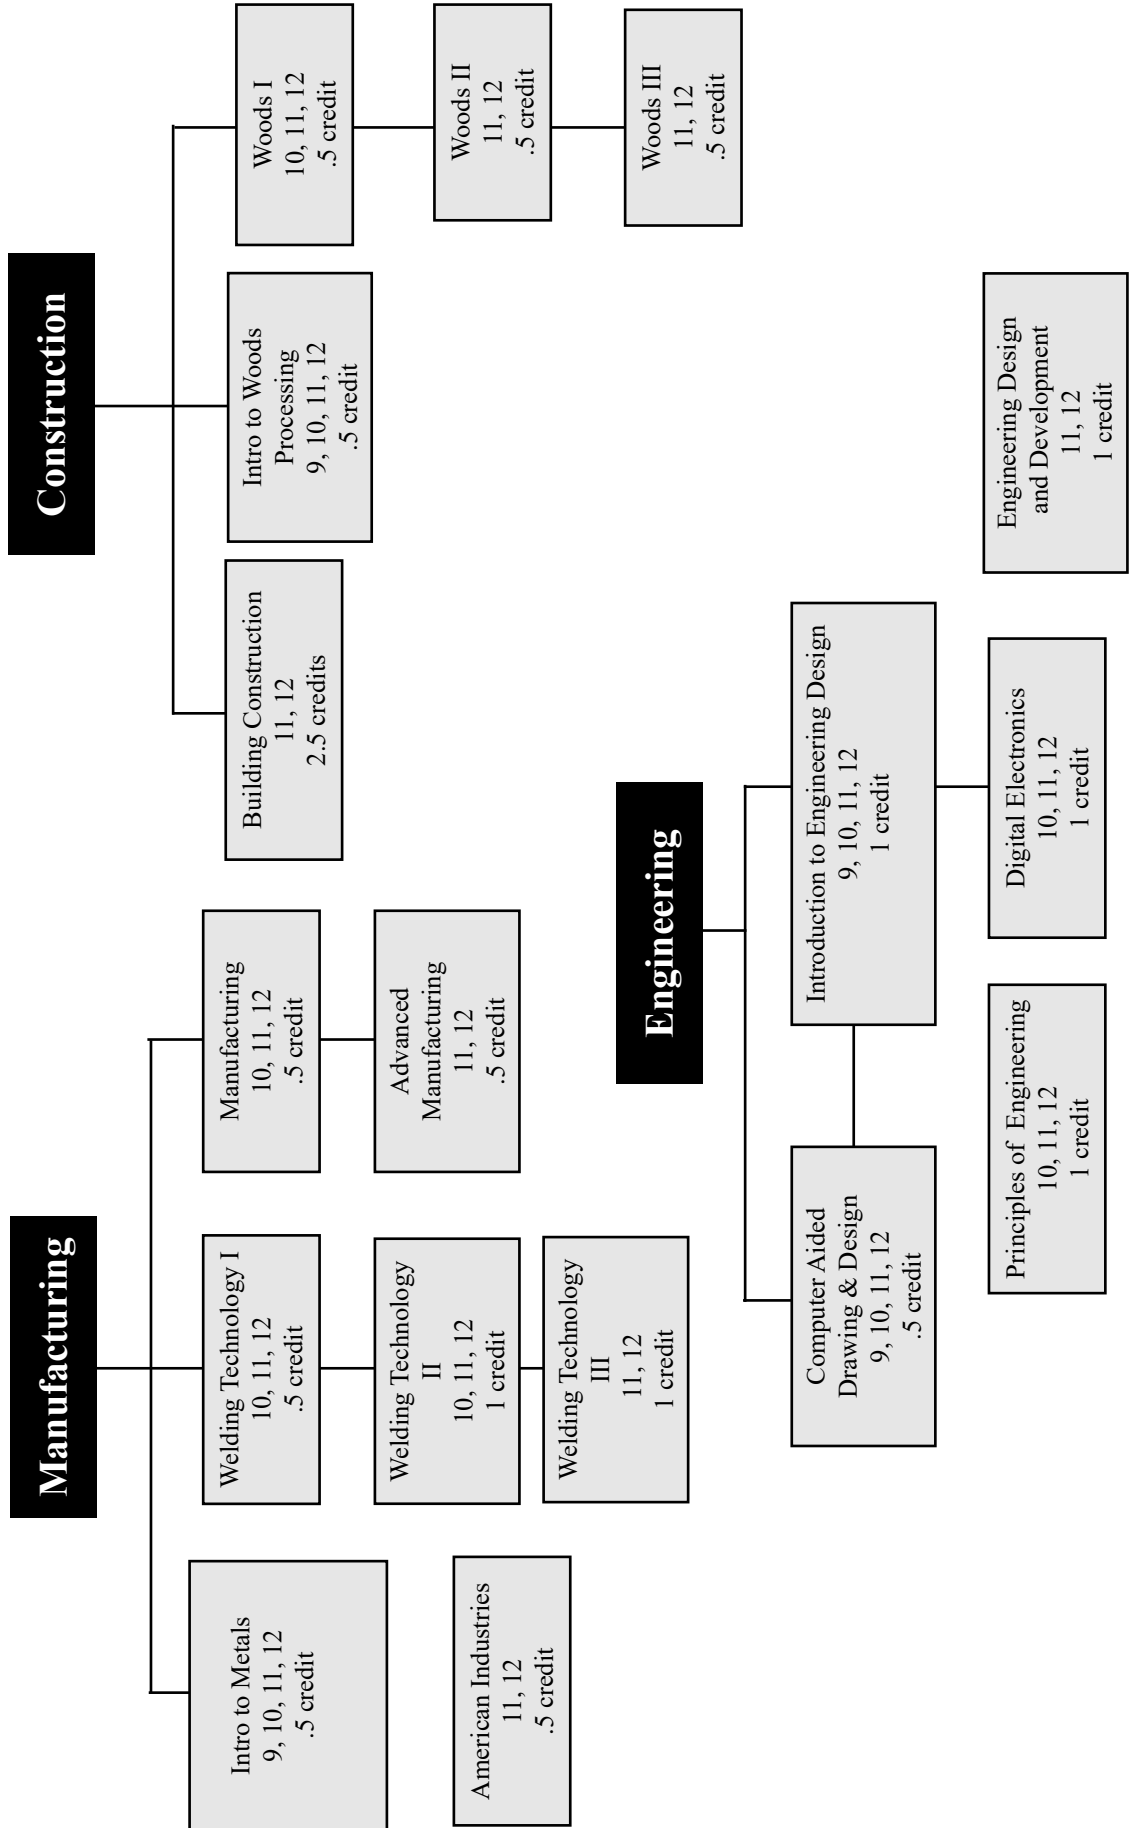 Manufacturing
Intro to Metals
9, 10, 11, 12
.5 credit
American Industries
11, 12
.5 credit
Welding Technology I
10, 11, 12
.5 credit
Welding Technology
II
10, 11, 12
1 credit
Welding Technology
III
11, 12
1 credit
Manufacturing
10, 11, 12
.5 credit
Advanced
Manufacturing
11, 12
.5 credit
Construction
Building Construction
11, 12
2.5 credits
Intro to Woods
Processing
9, 10, 11, 12
.5 credit
Woods I
10, 11, 12
.5 credit
Woods II
11, 12
.5 credit
Woods III
11, 12
.5 credit
Engineering
Computer Aided
Drawing & Design
9, 10, 11, 12
.5 credit
Introduction to Engineering Design
9, 10, 11, 12
1 credit
Principles of Engineering
10, 11, 12
1 credit
Digital Electronics
10, 11, 12
1 credit
Engineering Design
and Development
11, 12
1 credit